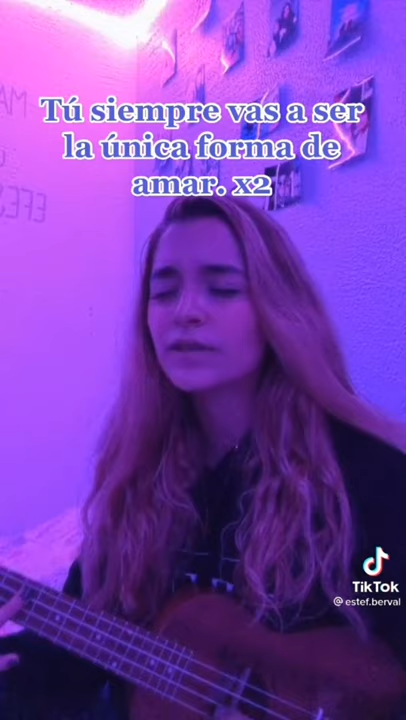 Tú siempre vas a ser
la única forma de
amar. x2
TikTok
@estef.berval